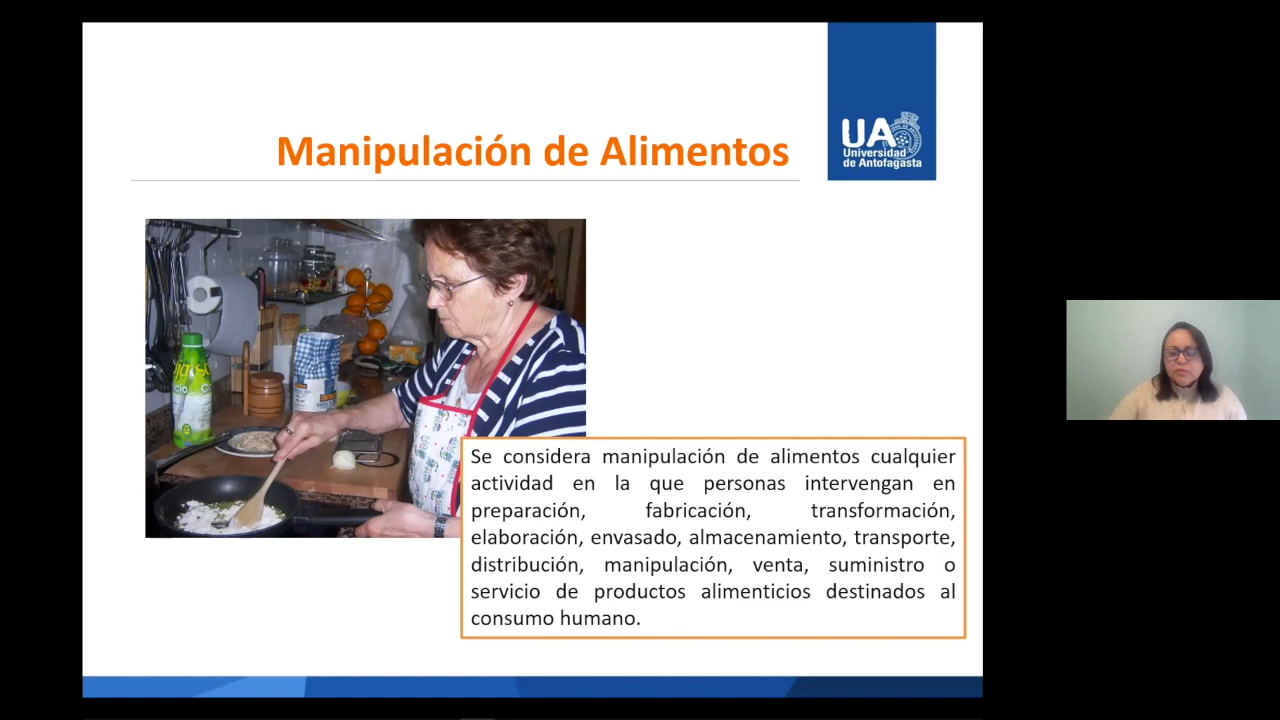 UA
Universidad
de Antofagasta
Manipulación de Alimentos
Se considera manipulación de alimentos cualquier
actividad en la que personas intervengan en
preparación, fabricación, transformación,
elaboración, envasado, almacenamiento, transporte,
distribución, manipulación, venta, suministro o
servicio de productos alimenticios destinados al
consumo humano.